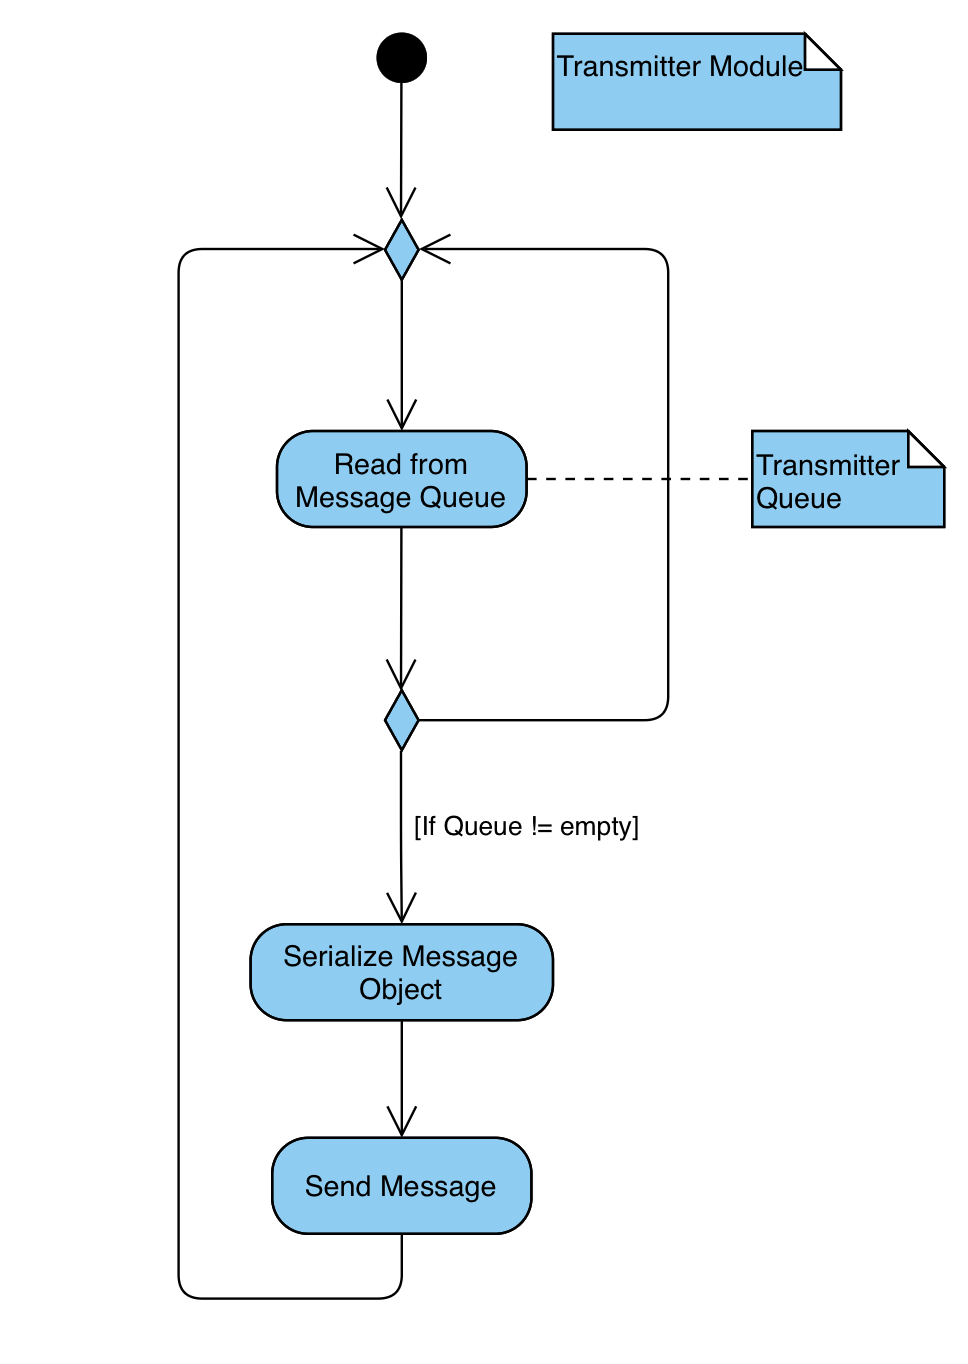 Transmitter Module
Read from
Message Queue
Transmitter
Queue
[If Queue != empty]
Serialize Message
Object
Send Message